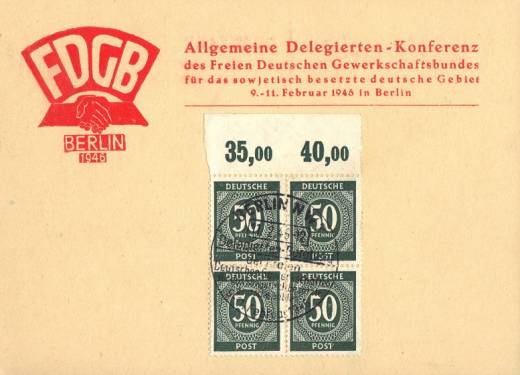 FDGB
BERLIN
1946
Allgemeine Delegierten-Konferenz
des Freien Deutschen Gewerkschaftsbundes
für das sowjetisch besetzte deutsche Gebiet
9.-11. Februar 1946 in Berlin
35,00 40,00
DEUTSCHE DEUTSCHE
50 50
PFENNIG PFENNIG
POST POST
BERLIN N
Deutschen
DEUTSCHE DEUTSCHE
50 50
PFENNIG PFENNIG
POST POST